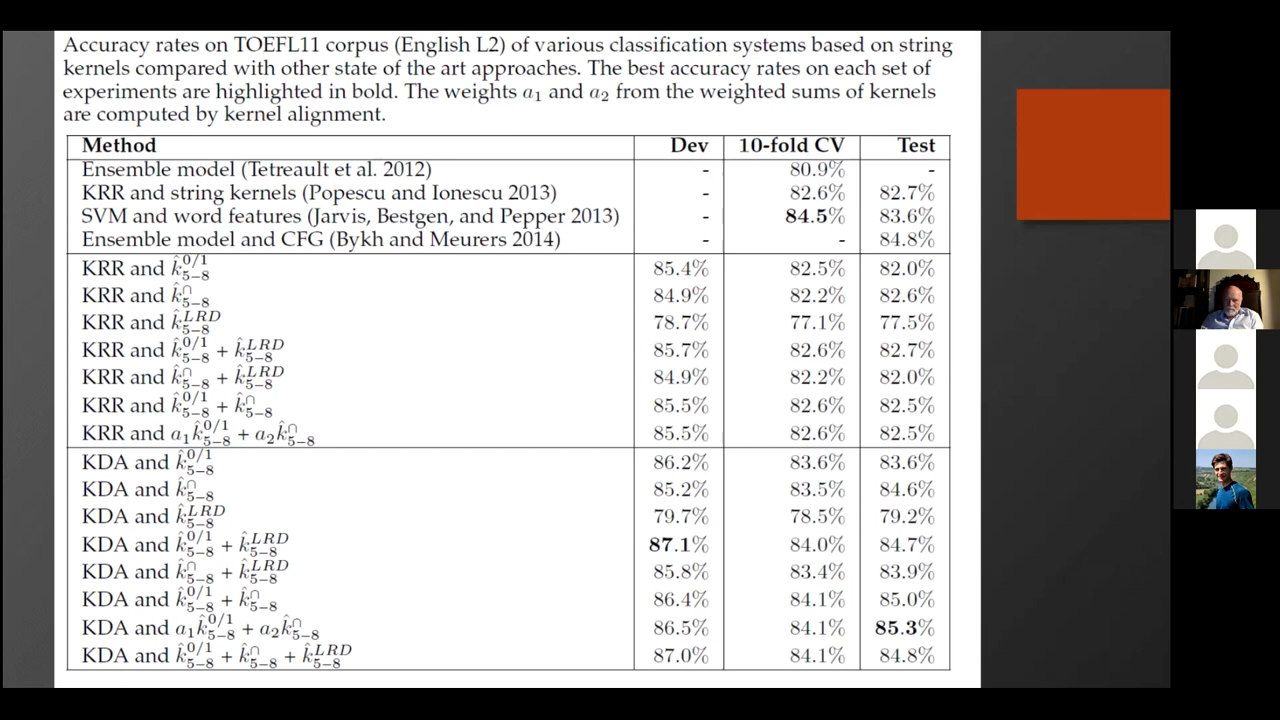 Accuracy rates on TOEFL11 corpus (English L2) of various classification systems based on string
kernels compared with other state of the art approaches. The best accuracy rates on each set of
experiments are highlighted in bold. The weights a₁ and a₂ from the weighted sums of kernels
are computed by kernel alignment.
Method Dev 10-fold CV Test
Ensemble model (Tetreault et al. 2012) - 80.9% -
KRR and string kernels (Popescu and Ionescu 2013) - 82.6% 82.7%
SVM and word features (Jarvis, Bestgen, and Pepper 2013) - 84.5% 83.6%
Ensemble model and CFG (Bykh and Meurers 2014) - - 84.8%
KRR and k̂₅₋₈^0/1 85.4% 82.5% 82.0%
KRR and k̂₅₋₈^∩ 84.9% 82.2% 82.6%
KRR and k̂₅₋₈^LRD 78.7% 77.1% 77.5%
KRR and k̂₅₋₈^0/1 + k̂₅₋₈^LRD 85.7% 82.6% 82.7%
KRR and k̂₅₋₈^∩ + k̂₅₋₈^LRD 84.9% 82.2% 82.0%
KRR and k̂₅₋₈^0/1 + k̂₅₋₈^∩ 85.5% 82.6% 82.5%
KRR and a₁k̂₅₋₈^0/1 + a₂k̂₅₋₈^∩ 85.5% 82.6% 82.5%
KDA and k̂₅₋₈^0/1 86.2% 83.6% 83.6%
KDA and k̂₅₋₈^∩ 85.2% 83.5% 84.6%
KDA and k̂₅₋₈^LRD 79.7% 78.5% 79.2%
KDA and k̂₅₋₈^0/1 + k̂₅₋₈^LRD 87.1% 84.0% 84.7%
KDA and k̂₅₋₈^∩ + k̂₅₋₈^LRD 85.8% 83.4% 83.9%
KDA and k̂₅₋₈^0/1 + k̂₅₋₈^∩ 86.4% 84.1% 85.0%
KDA and a₁k̂₅₋₈^0/1 + a₂k̂₅₋₈^∩ 86.5% 84.1% 85.3%
KDA and k̂₅₋₈^0/1 + k̂₅₋₈^∩ + k̂₅₋₈^LRD 87.0% 84.1% 84.8%